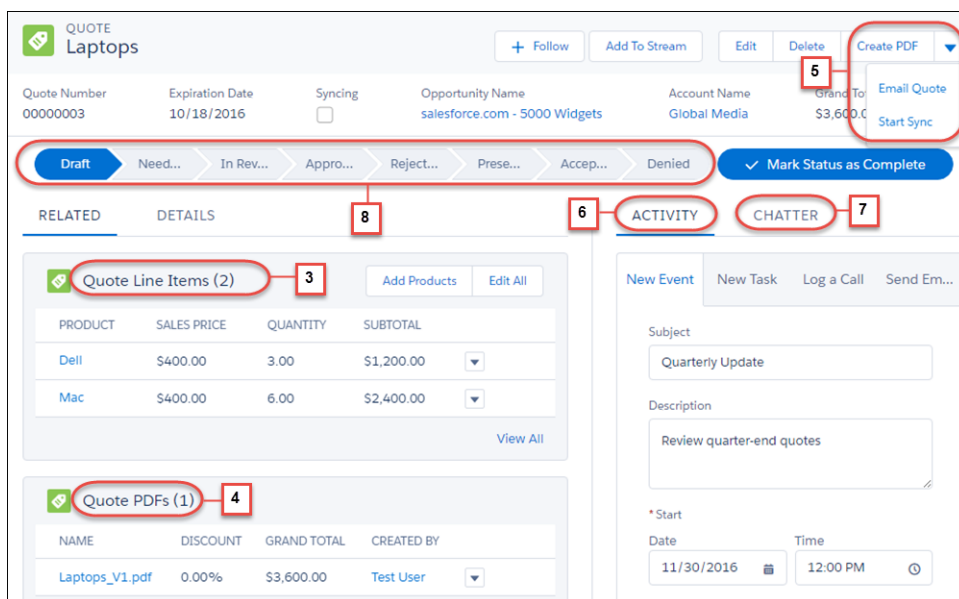 QUOTE
Laptops
+ Follow
Add To Stream
Edit
Delete
Create PDF
5
Email Quote
Start Sync
Quote Number
Expiration Date
Syncing
Opportunity Name
Account Name
Grand To
00000003
10/18/2016
salesforce.com - 5000 Widgets
Global Media
$3,600.0
Draft
Need...
In Rev...
Appro...
Reject...
Prese...
Accep...
Denied
Mark Status as Complete
8
RELATED
DETAILS
6
ACTIVITY
CHATTER
7
Quote Line Items (2)
3
Add Products
Edit All
PRODUCT
SALES PRICE
QUANTITY
SUBTOTAL
Dell
$400.00
3.00
$1,200.00
Mac
$400.00
6.00
$2,400.00
View All
Quote PDFs (1)
4
NAME
DISCOUNT
GRAND TOTAL
CREATED BY
Laptops_V1.pdf
0.00%
$3,600.00
Test User
New Event
New Task
Log a Call
Send Em...
Subject
Quarterly Update
Description
Review quarter-end quotes
* Start
Date
Time
11/30/2016
12:00 PM